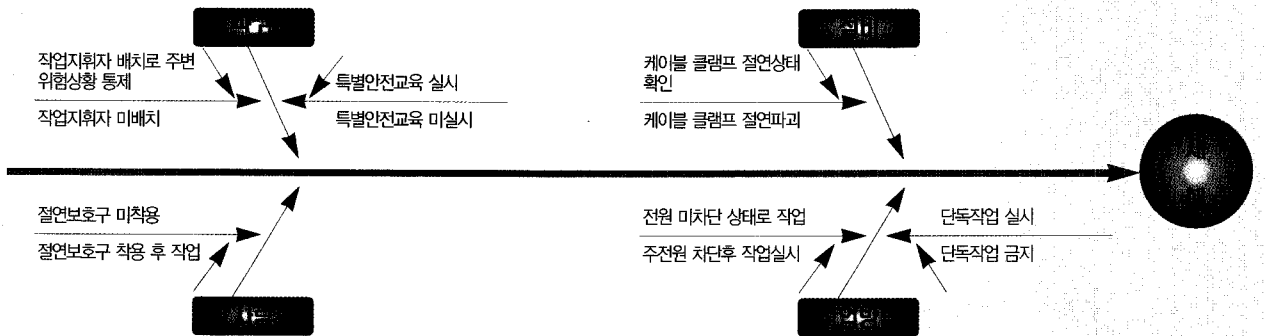 작업지휘자 배치로 주변
위험상황 통제
작업지휘자 미배치
특별안전교육 실시
특별안전교육 미실시
케이블 클램프 절연상태
확인
케이블 클램프 절연파괴
절연보호구 미착용
절연보호구 착용 후 작업
전원 미차단 상태로 작업
주전원 차단후 작업실시
단독작업 실시
단독작업 금지